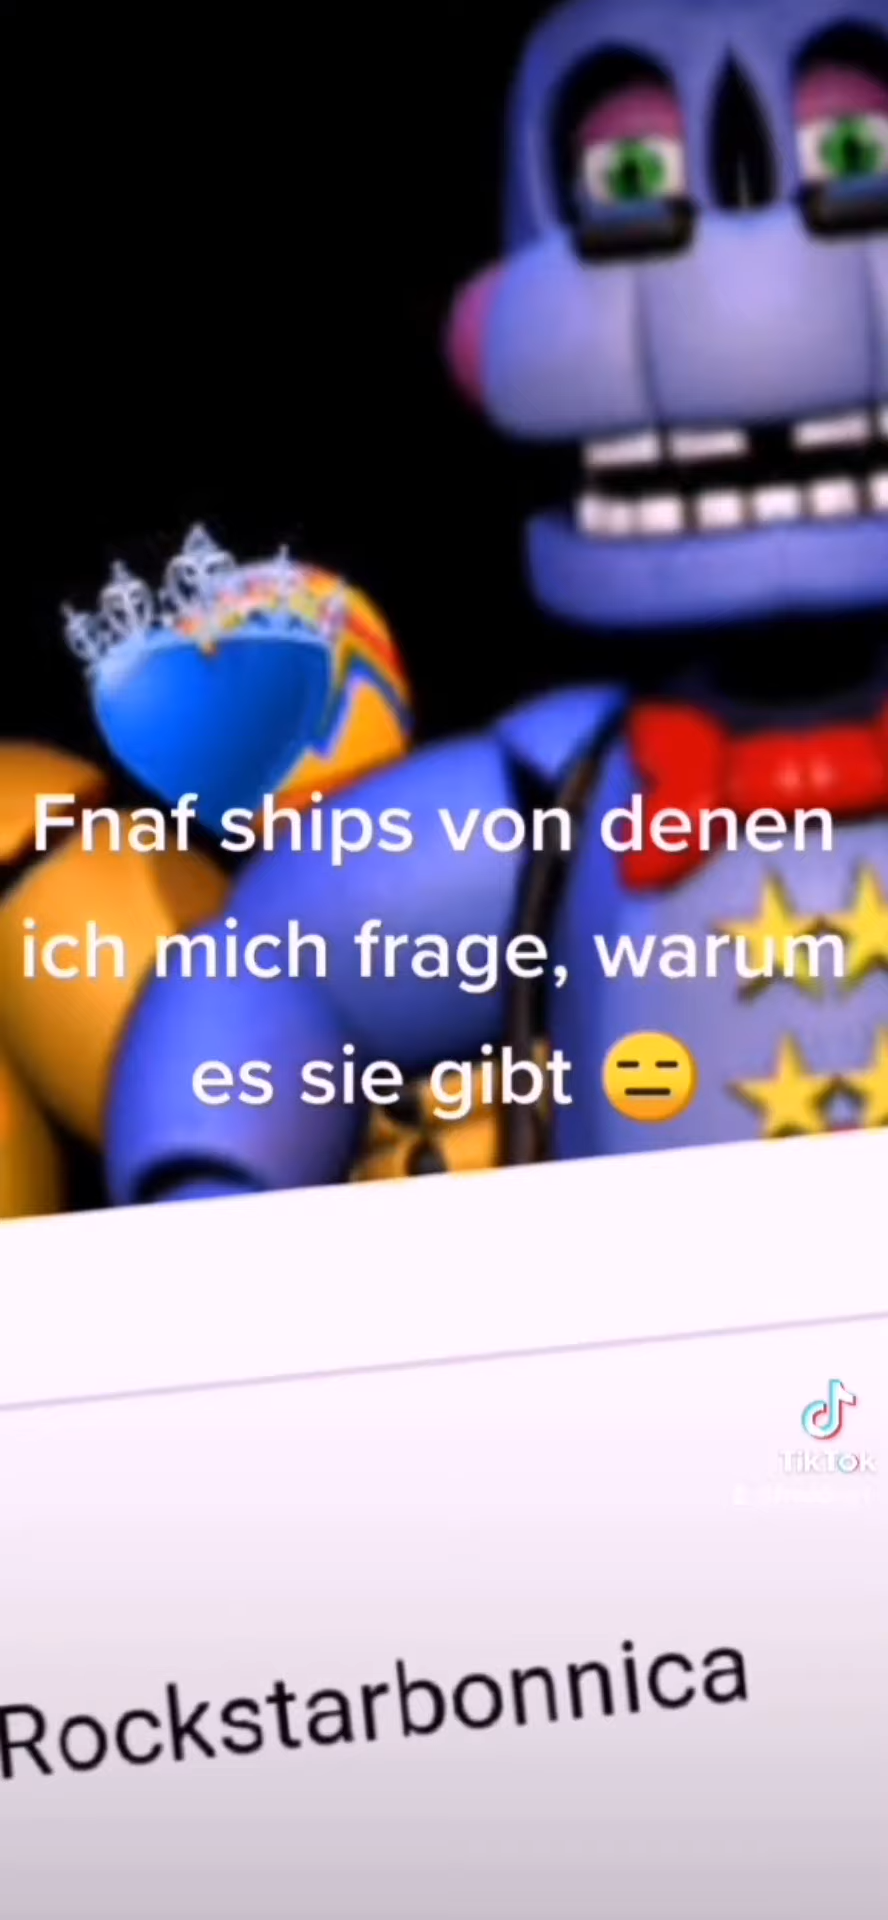 Fnaf ships von denen
ich mich frage, warum
es sie gibt 😑
TikTok
Rockstarbonnica